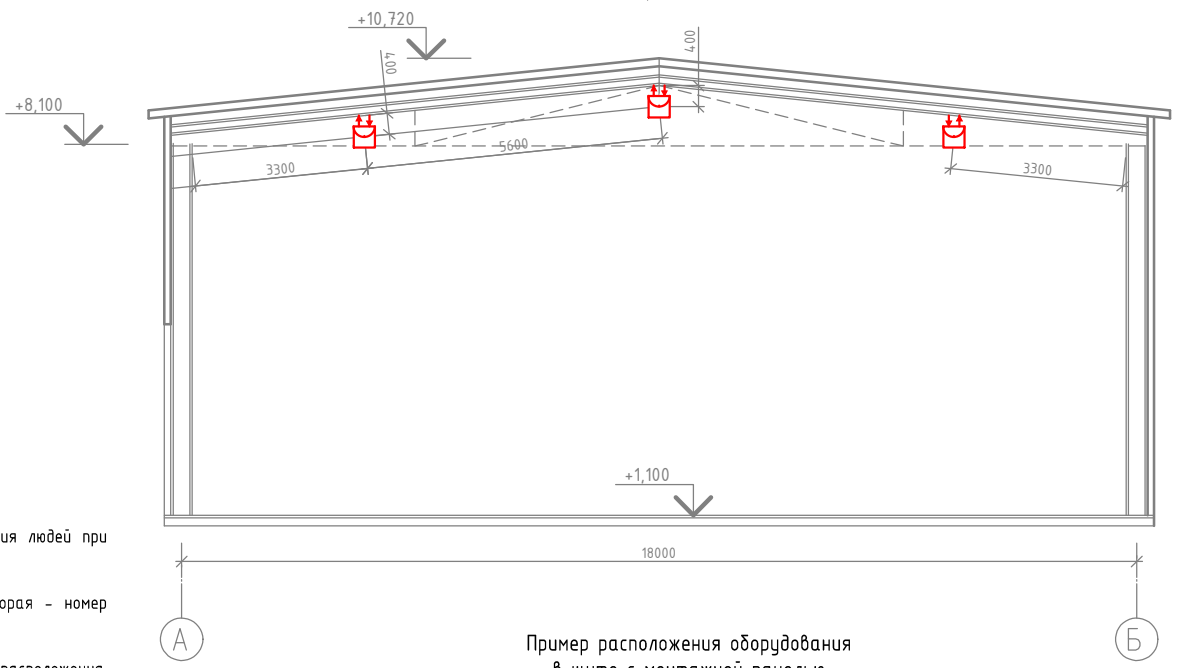 +10,720
400
400
+8,100
5600
3300
3300
+1,100
ия людей при
18000
орая - номер
А
Б
Пример расположения оборудования